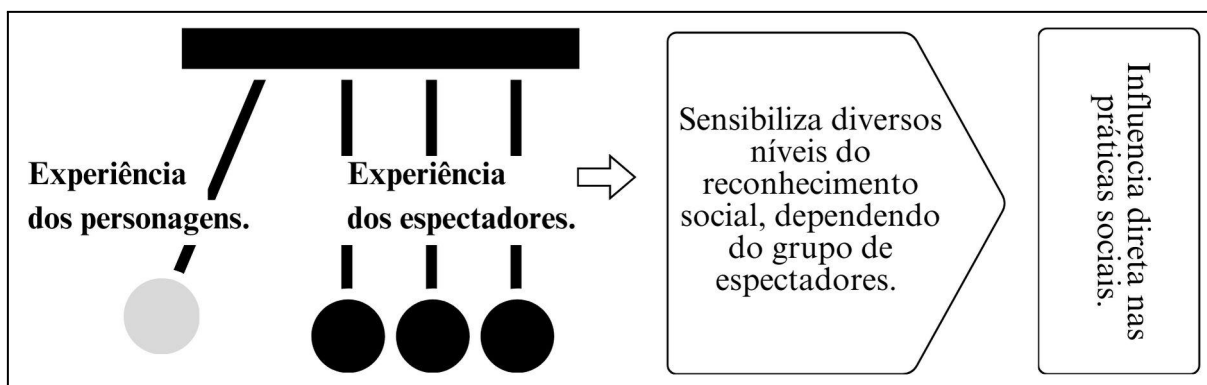 Experiência
dos personagens.
Experiência
dos espectadores.
Sensibiliza diversos
níveis do
reconhecimento
social, dependendo
do grupo de
espectadores.
Influencia direta nas
práticas sociais.